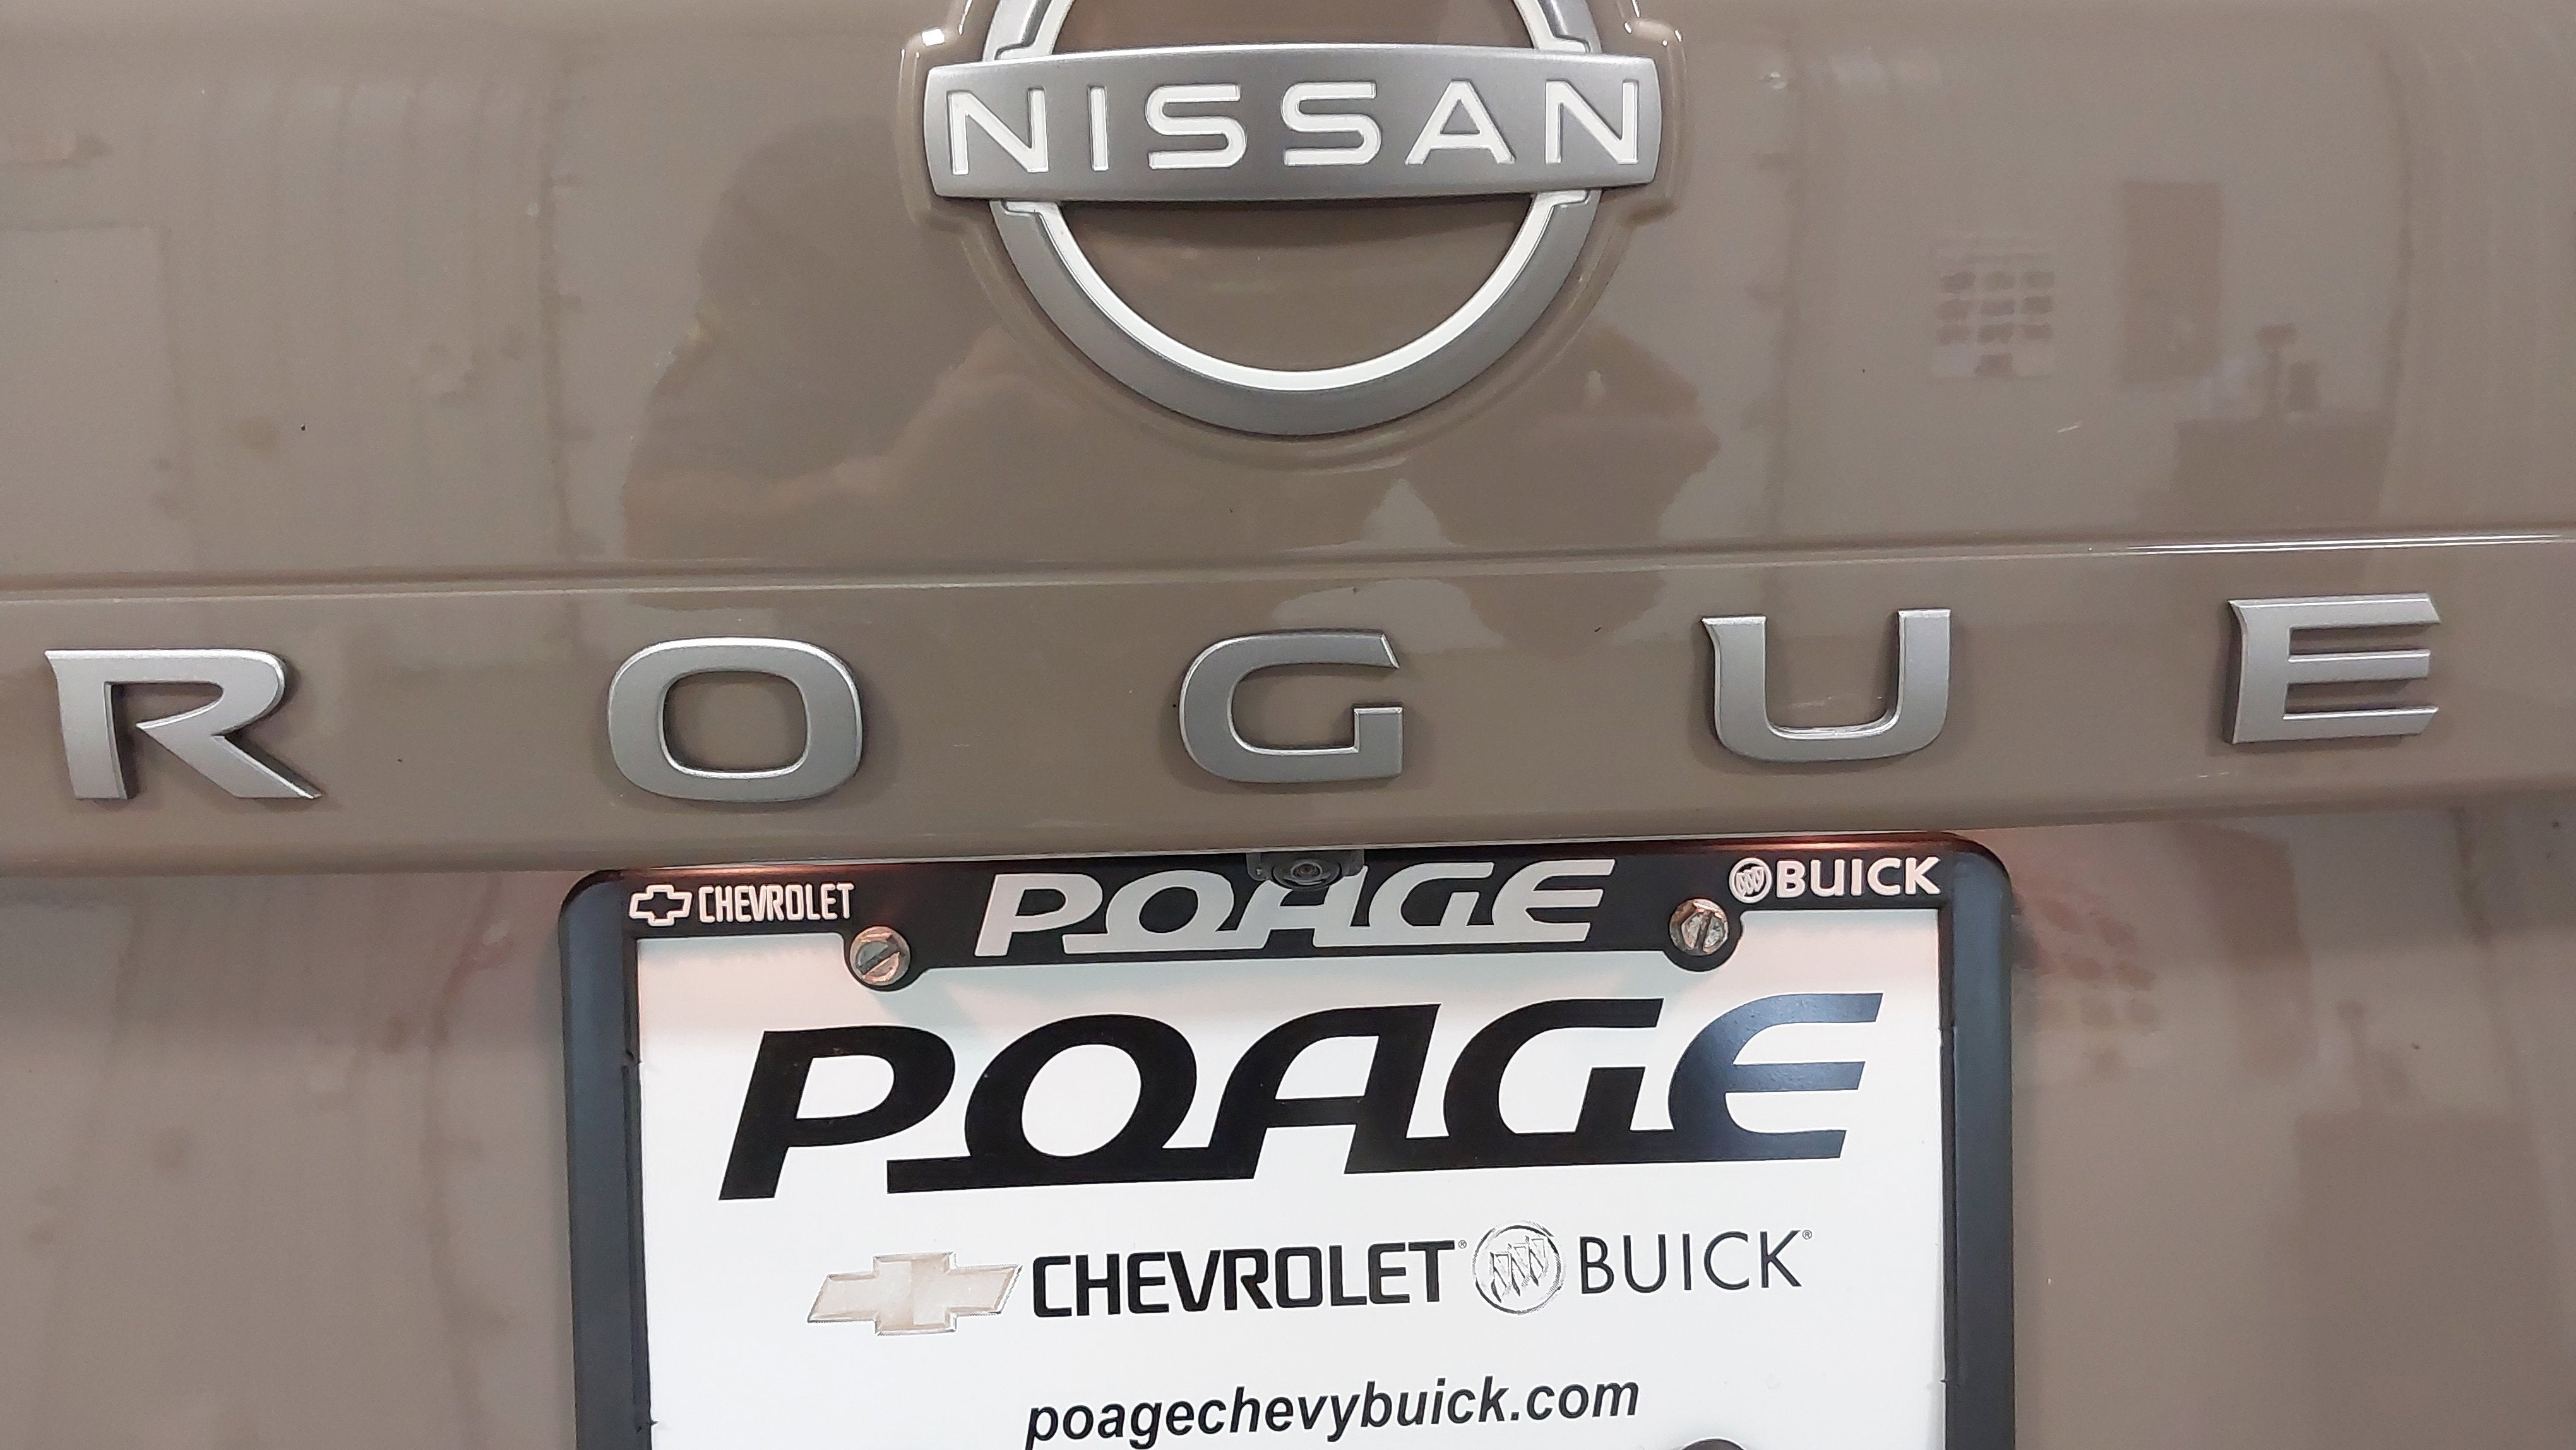 NISSAN
ROGUE
CHEVROLET POAGE BUICK
POAGE
CHEVROLET® BUICK®
poagechevybuick.com